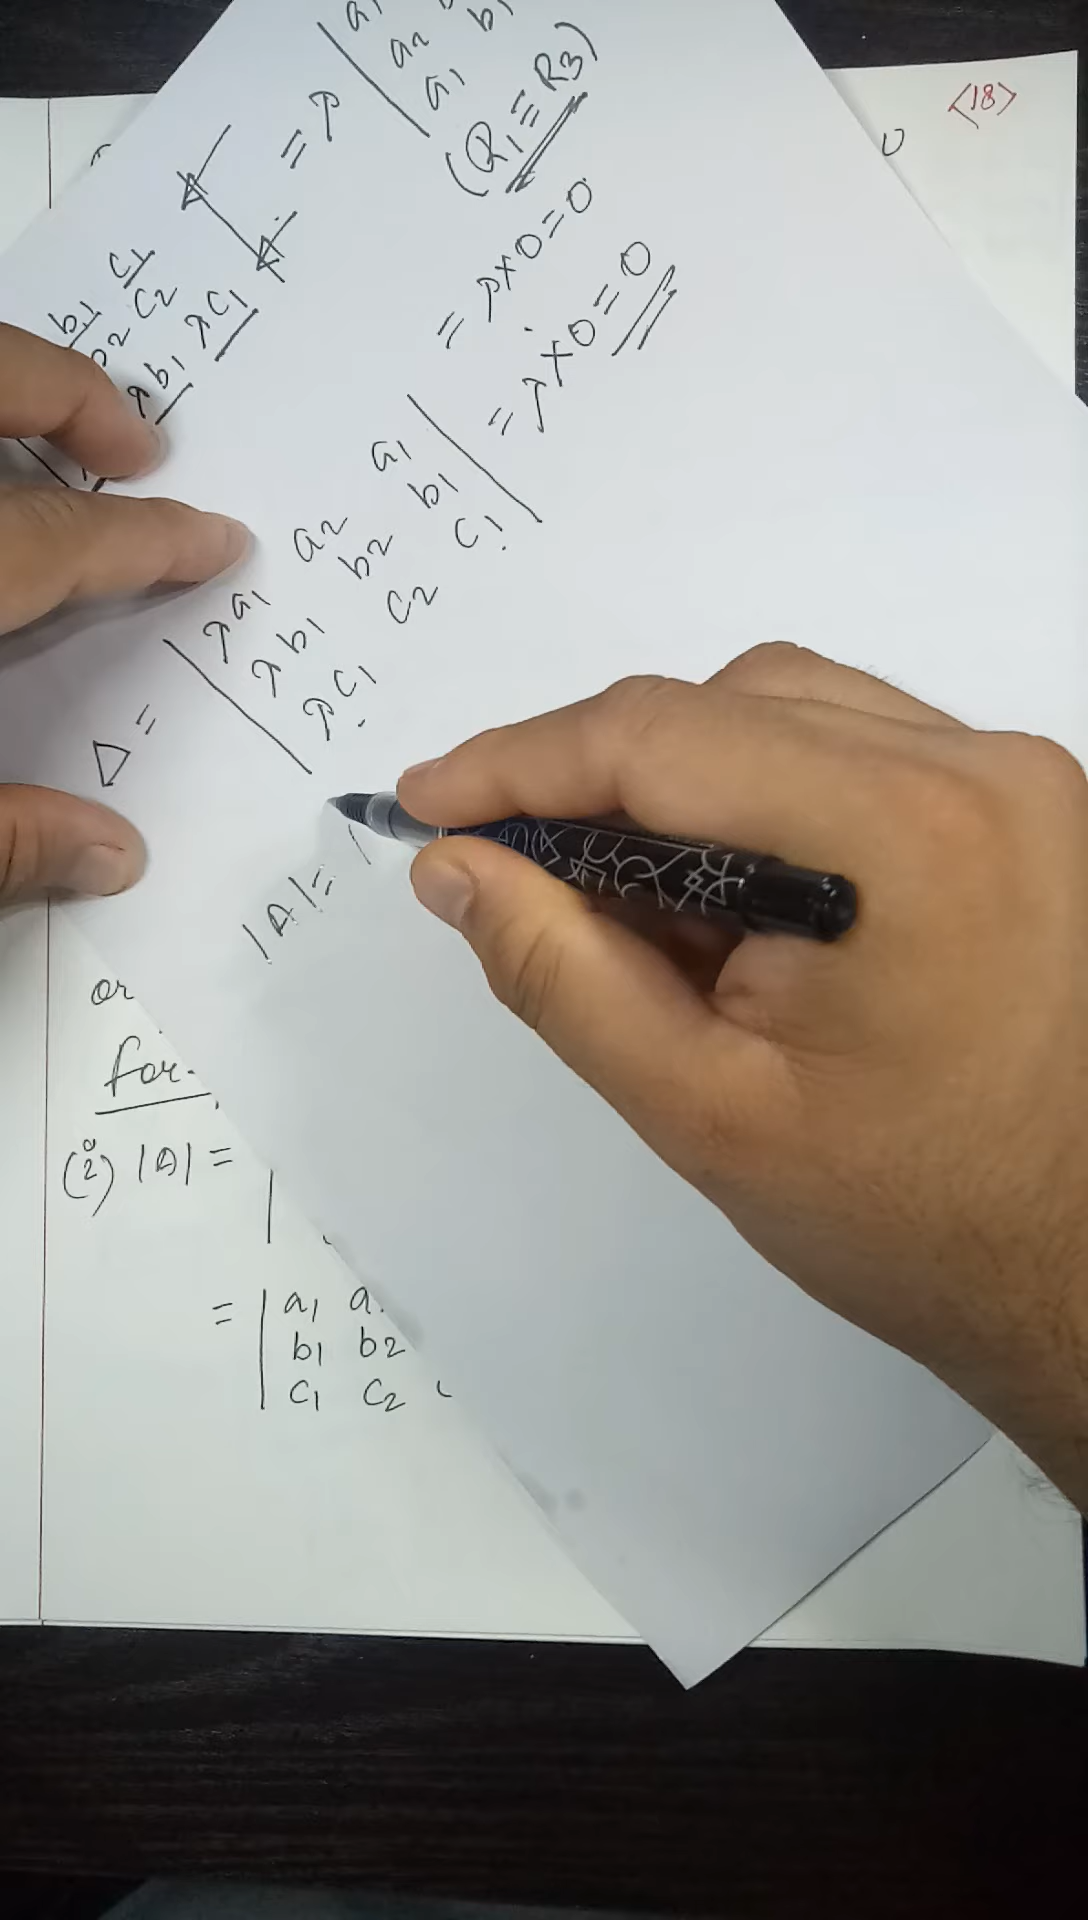 <18>
a1
a2 b1
= λ a1
(R1 = R3)
b1 c1
b2 c2
λb1 λc1
= λ×0=0
Δ = | λa1 a2 a1 | = λ×0=0
λb1 b2 b1
λc1 c2 c1
|A|= |
or
for
(ii) |A| =
= | a1 a
b1 b2
c1 c2